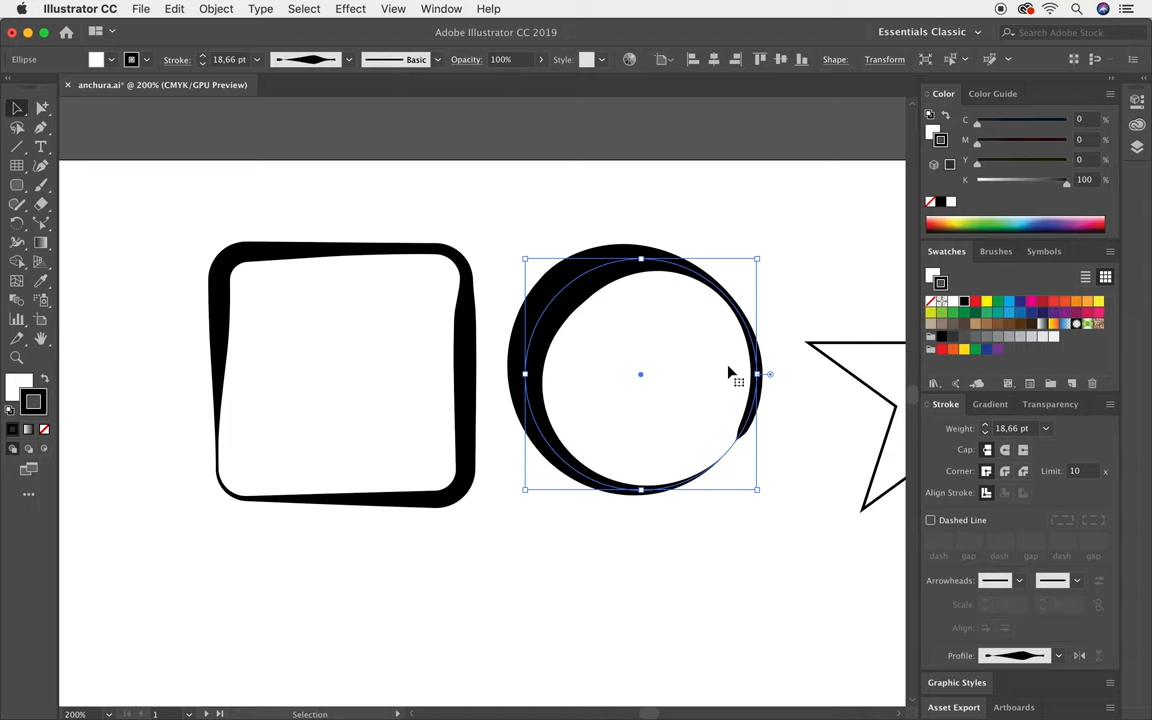 Illustrator CC File Edit Object Type Select Effect View Window Help
Adobe Illustrator CC 2019
Essentials Classic
Search Adobe Stock
Ellipse Stroke: 18,66 pt Basic Opacity: 100% Style: Shape: Transform
anchura.ai* @ 200% (CMYK/GPU Preview)
Color Color Guide
C 0 %
M 0 %
Y 0 %
K 100 %
Swatches Brushes Symbols
Stroke Gradient Transparency
Weight: 18,66 pt
Cap:
Corner: Limit: 10 x
Align Stroke:
Dashed Line
dash gap dash gap dash gap
Arrowheads:
Scale:
Align:
Profile:
Graphic Styles
Asset Export Artboards
200% 1 Selection